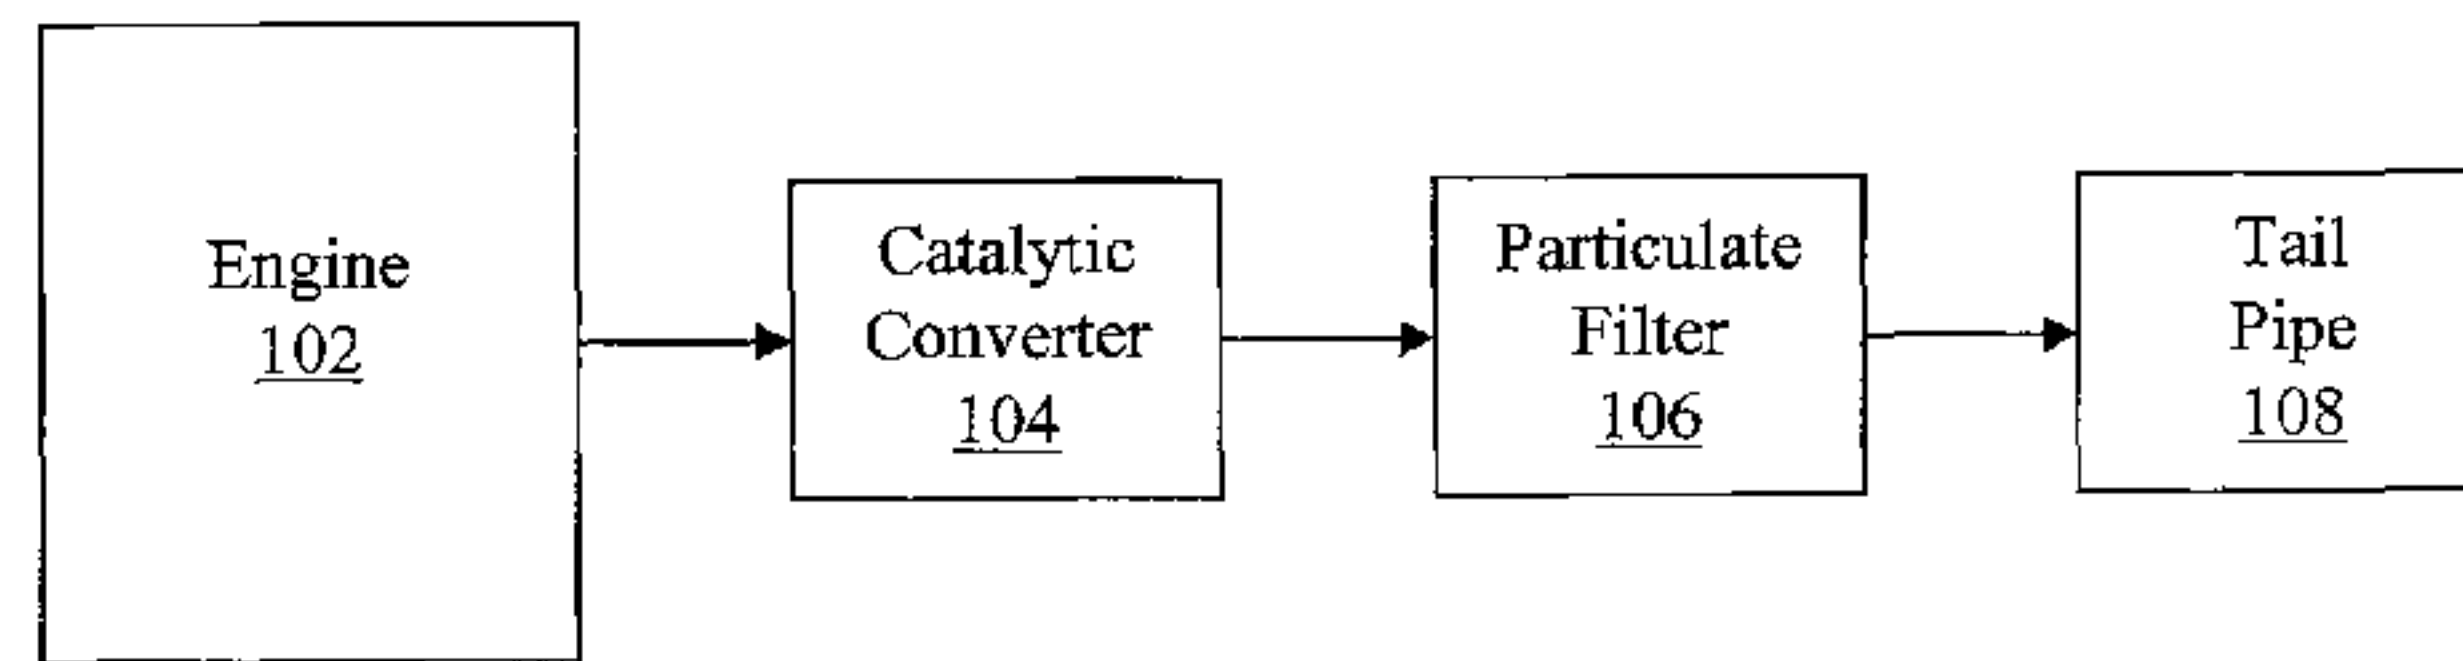 Engine
102
Catalytic
Converter
104
Particulate
Filter
106
Tail
Pipe
108